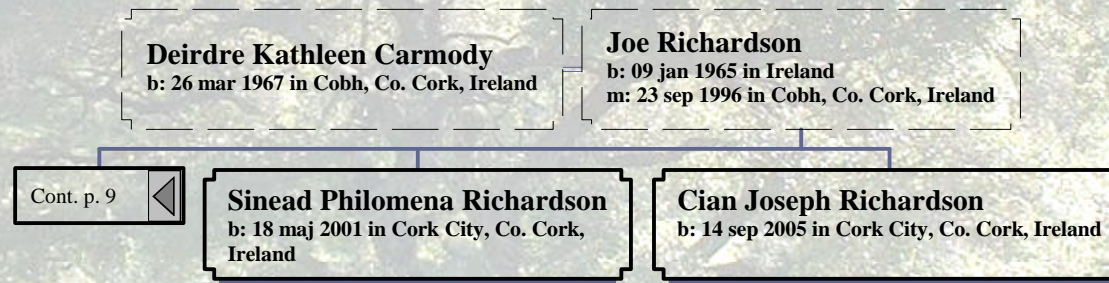 Deirdre Kathleen Carmody
b: 26 mar 1967 in Cobh, Co. Cork, Ireland
Joe Richardson
b: 09 jan 1965 in Ireland
m: 23 sep 1996 in Cobh, Co. Cork, Ireland
Cont. p. 9
Sinead Philomena Richardson
b: 18 maj 2001 in Cork City, Co. Cork,
Ireland
Cian Joseph Richardson
b: 14 sep 2005 in Cork City, Co. Cork, Ireland